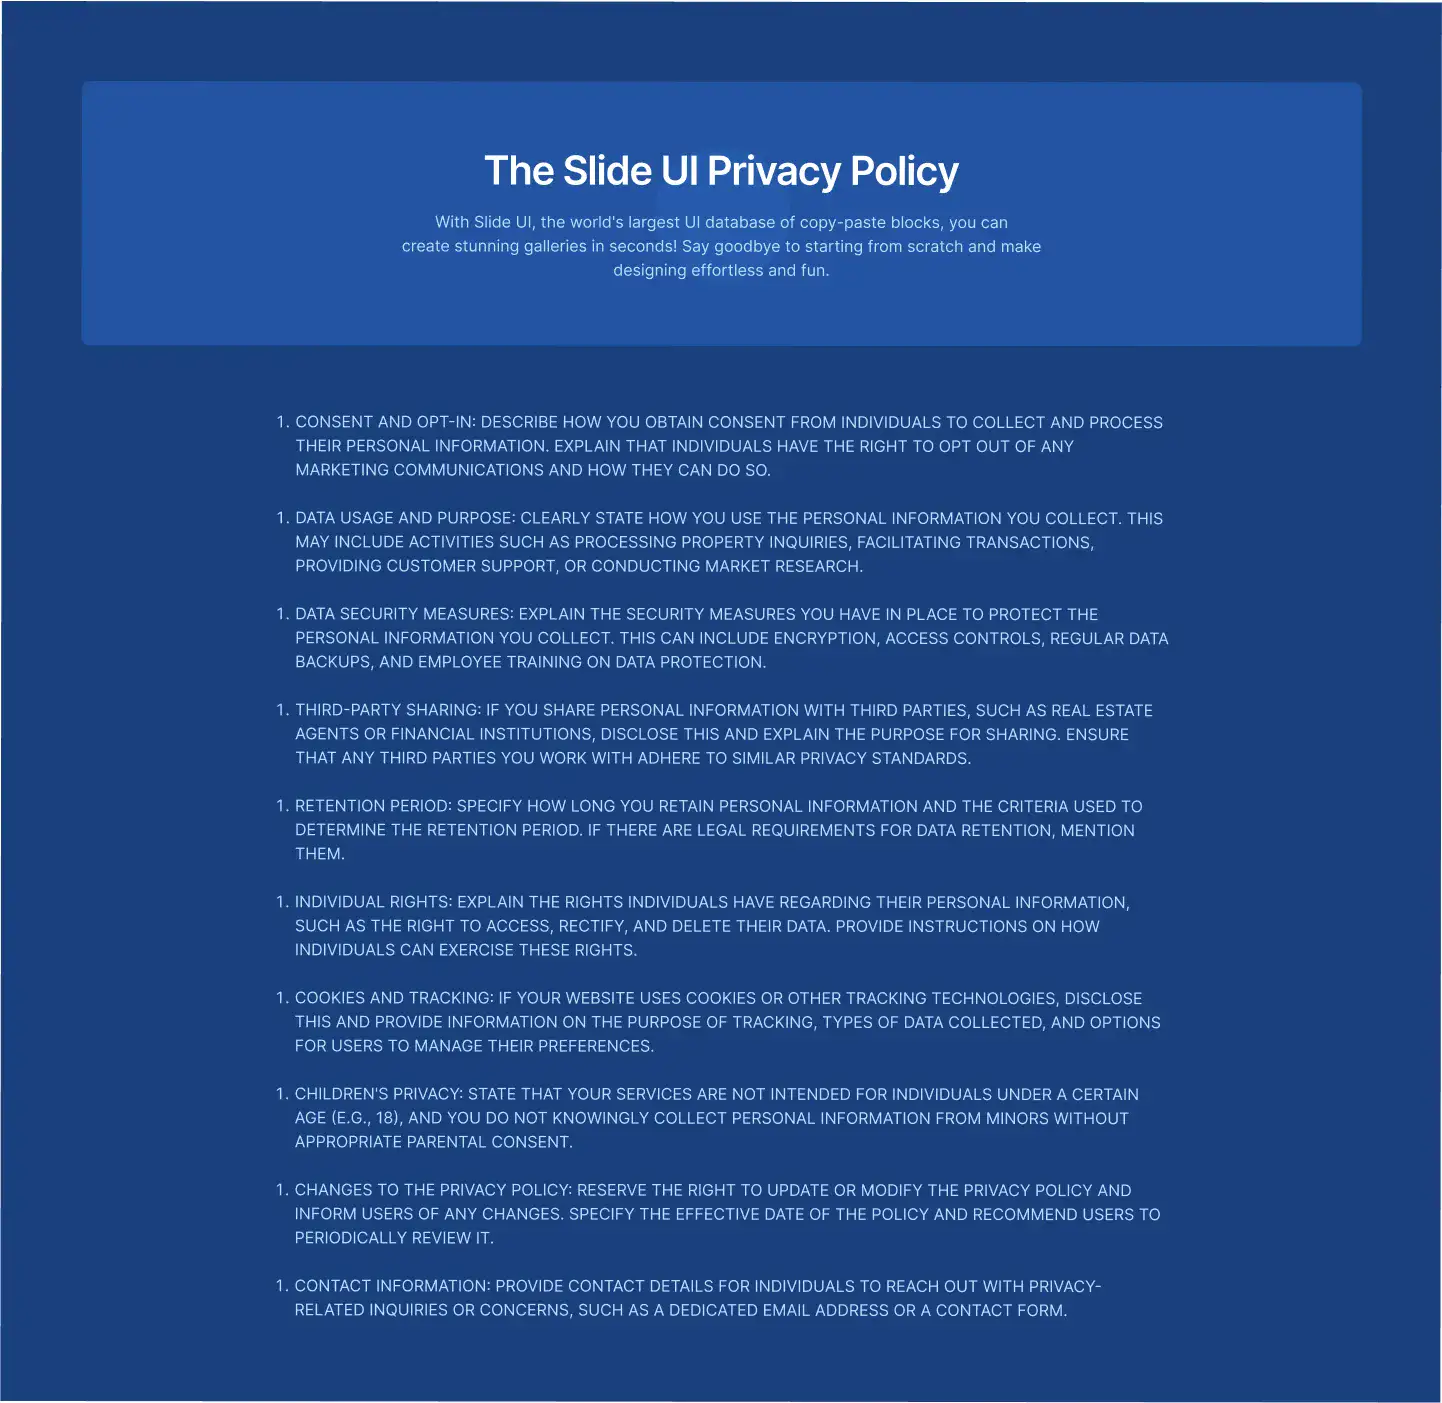 The Slide UI Privacy Policy
With Slide UI, the world's largest UI database of copy-paste blocks, you can
create stunning galleries in seconds! Say goodbye to starting from scratch and make
designing effortless and fun.
1. CONSENT AND OPT-IN: DESCRIBE HOW YOU OBTAIN CONSENT FROM INDIVIDUALS TO COLLECT AND PROCESS
THEIR PERSONAL INFORMATION. EXPLAIN THAT INDIVIDUALS HAVE THE RIGHT TO OPT OUT OF ANY
MARKETING COMMUNICATIONS AND HOW THEY CAN DO SO.
1. DATA USAGE AND PURPOSE: CLEARLY STATE HOW YOU USE THE PERSONAL INFORMATION YOU COLLECT. THIS
MAY INCLUDE ACTIVITIES SUCH AS PROCESSING PROPERTY INQUIRIES, FACILITATING TRANSACTIONS,
PROVIDING CUSTOMER SUPPORT, OR CONDUCTING MARKET RESEARCH.
1. DATA SECURITY MEASURES: EXPLAIN THE SECURITY MEASURES YOU HAVE IN PLACE TO PROTECT THE
PERSONAL INFORMATION YOU COLLECT. THIS CAN INCLUDE ENCRYPTION, ACCESS CONTROLS, REGULAR DATA
BACKUPS, AND EMPLOYEE TRAINING ON DATA PROTECTION.
1. THIRD-PARTY SHARING: IF YOU SHARE PERSONAL INFORMATION WITH THIRD PARTIES, SUCH AS REAL ESTATE
AGENTS OR FINANCIAL INSTITUTIONS, DISCLOSE THIS AND EXPLAIN THE PURPOSE FOR SHARING. ENSURE
THAT ANY THIRD PARTIES YOU WORK WITH ADHERE TO SIMILAR PRIVACY STANDARDS.
1. RETENTION PERIOD: SPECIFY HOW LONG YOU RETAIN PERSONAL INFORMATION AND THE CRITERIA USED TO
DETERMINE THE RETENTION PERIOD. IF THERE ARE LEGAL REQUIREMENTS FOR DATA RETENTION, MENTION
THEM.
1. INDIVIDUAL RIGHTS: EXPLAIN THE RIGHTS INDIVIDUALS HAVE REGARDING THEIR PERSONAL INFORMATION,
SUCH AS THE RIGHT TO ACCESS, RECTIFY, AND DELETE THEIR DATA. PROVIDE INSTRUCTIONS ON HOW
INDIVIDUALS CAN EXERCISE THESE RIGHTS.
1. COOKIES AND TRACKING: IF YOUR WEBSITE USES COOKIES OR OTHER TRACKING TECHNOLOGIES, DISCLOSE
THIS AND PROVIDE INFORMATION ON THE PURPOSE OF TRACKING, TYPES OF DATA COLLECTED, AND OPTIONS
FOR USERS TO MANAGE THEIR PREFERENCES.
1. CHILDREN'S PRIVACY: STATE THAT YOUR SERVICES ARE NOT INTENDED FOR INDIVIDUALS UNDER A CERTAIN
AGE (E.G., 18), AND YOU DO NOT KNOWINGLY COLLECT PERSONAL INFORMATION FROM MINORS WITHOUT
APPROPRIATE PARENTAL CONSENT.
1. CHANGES TO THE PRIVACY POLICY: RESERVE THE RIGHT TO UPDATE OR MODIFY THE PRIVACY POLICY AND
INFORM USERS OF ANY CHANGES. SPECIFY THE EFFECTIVE DATE OF THE POLICY AND RECOMMEND USERS TO
PERIODICALLY REVIEW IT.
1. CONTACT INFORMATION: PROVIDE CONTACT DETAILS FOR INDIVIDUALS TO REACH OUT WITH PRIVACY-
RELATED INQUIRIES OR CONCERNS, SUCH AS A DEDICATED EMAIL ADDRESS OR A CONTACT FORM.